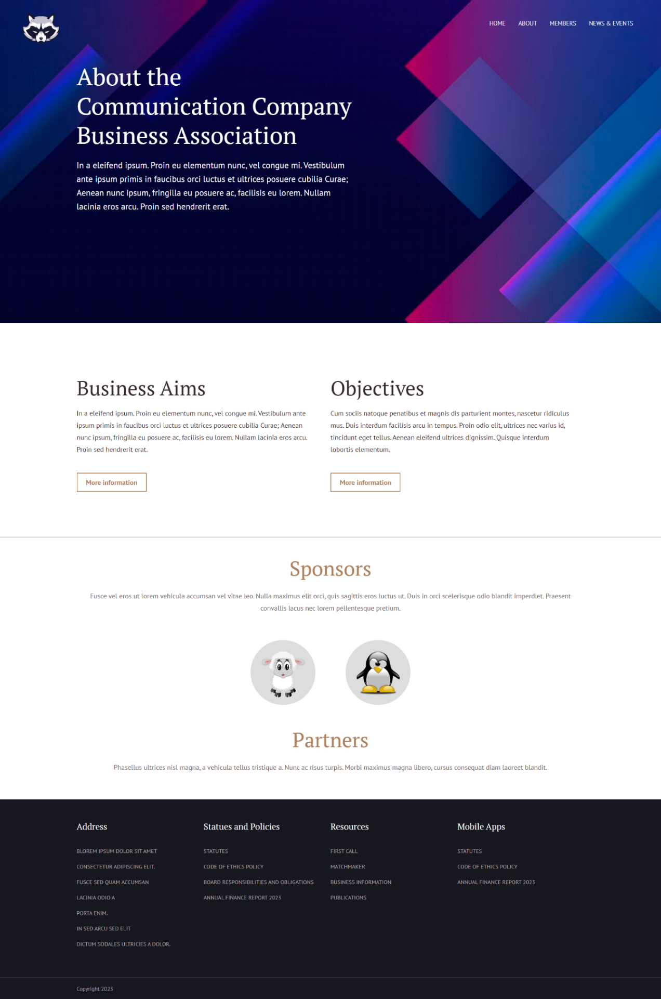 HOME ABOUT MEMBERS NEWS & EVENTS
About the
Communication Company
Business Association
In a eleifend ipsum. Proin eu elementum nunc, vel congue mi. Vestibulum
ante ipsum primis in faucibus orci luctus et ultrices posuere cubilia Curae;
Aenean nunc ipsum, fringilla eu posuere ac, facilisis eu lorem. Nullam
lacinia eros arcu. Proin sed hendrerit erat.
Business Aims
In a eleifend ipsum. Proin eu elementum nunc, vel congue mi. Vestibulum ante
ipsum primis in faucibus orci luctus et ultrices posuere cubilia Curae; Aenean
nunc ipsum, fringilla eu posuere ac, facilisis eu lorem. Nullam lacinia eros arcu.
Proin sed hendrerit erat.
More information
Objectives
Cum sociis natoque penatibus et magnis dis parturient montes, nascetur ridiculus
mus. Duis interdum facilisis arcu in tempus. Proin odio elit, ultrices nec varius id,
tincidunt eget tellus. Aenean eleifend ultrices dignissim. Quisque interdum
lobortis elementum.
More information
Sponsors
Fusce vel eros ut lorem vehicula accumsan vel vitae leo. Nulla maximus elit orci, quis sagittis eros luctus ut. Duis in orci scelerisque odio blandit imperdiet. Praesent
convallis lacus nec lorem pellentesque pretium.
Partners
Phasellus ultrices nisl magna, a vehicula tellus tristique a. Nunc ac risus turpis. Morbi maximus magna libero, cursus consequat diam laoreet blandit.
Address
BLOREM IPSUM DOLOR SIT AMET
CONSECTETUR ADIPISCING ELIT.
FUSCE SED QUAM ACCUMSAN
LACINIA ODIO A
PORTA ENIM.
IN SED ARCU SED ELIT
DICTUM SODALES ULTRICIES A DOLOR.
Statues and Policies
STATUTES
CODE OF ETHICS POLICY
BOARD RESPONSIBILITIES AND OBLIGATIONS
ANNUAL FINANCE REPORT 2023
Resources
FIRST CALL
MATCHMAKER
BUSINESS INFORMATION
PUBLICATIONS
Mobile Apps
STATUTES
CODE OF ETHICS POLICY
ANNUAL FINANCE REPORT 2023
Copyright 2023